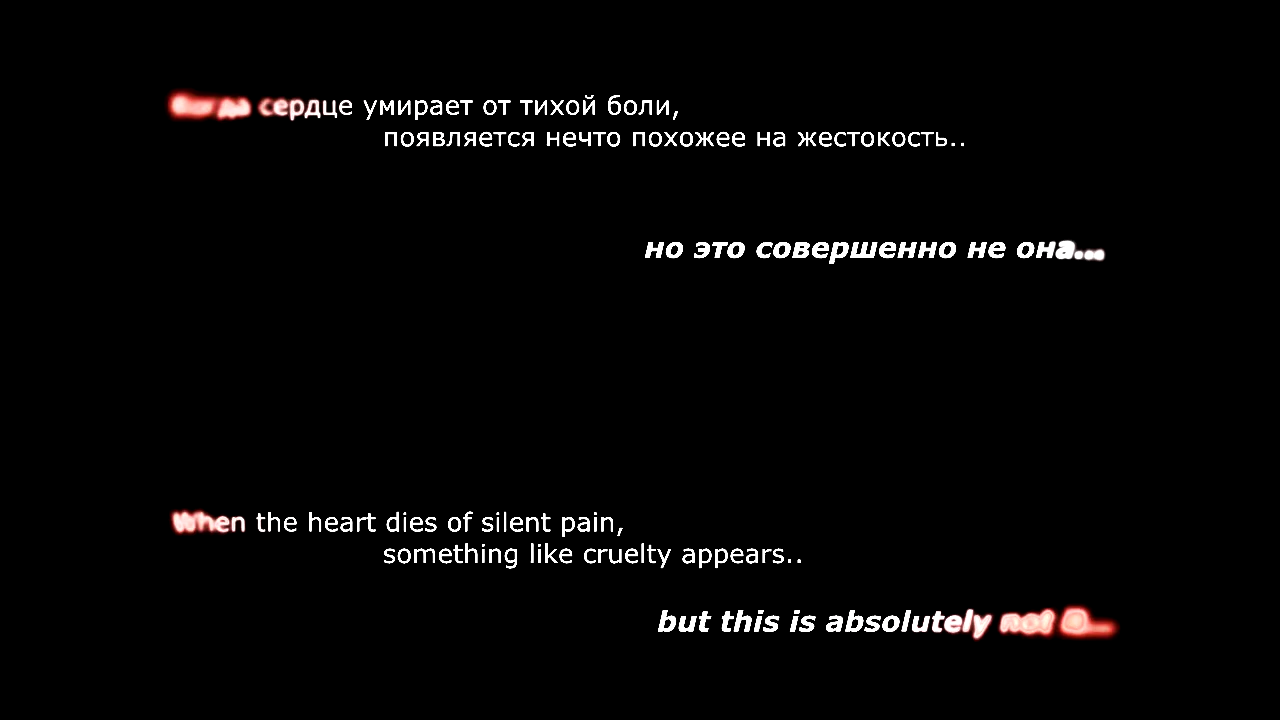 сердце умирает от тихой боли,
появляется нечто похожее на жестокость..
но это совершенно не она...
When the heart dies of silent pain,
something like cruelty appears..
but this is absolutely not